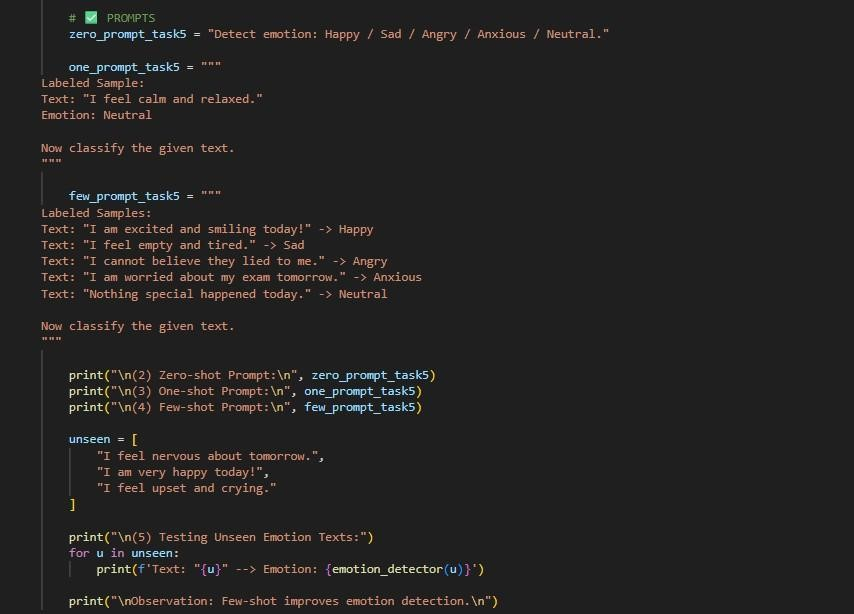 # ✅ PROMPTS
zero_prompt_task5 = "Detect emotion: Happy / Sad / Angry / Anxious / Neutral."
one_prompt_task5 = """
Labeled Sample:
Text: "I feel calm and relaxed."
Emotion: Neutral
Now classify the given text.
"""
few_prompt_task5 = """
Labeled Samples:
Text: "I am excited and smiling today!" -> Happy
Text: "I feel empty and tired." -> Sad
Text: "I cannot believe they lied to me." -> Angry
Text: "I am worried about my exam tomorrow." -> Anxious
Text: "Nothing special happened today." -> Neutral
Now classify the given text.
"""
print("\n(2) Zero-shot Prompt:\n", zero_prompt_task5)
print("\n(3) One-shot Prompt:\n", one_prompt_task5)
print("\n(4) Few-shot Prompt:\n", few_prompt_task5)
unseen = [
"I feel nervous about tomorrow.",
"I am very happy today!",
"I feel upset and crying."
]
print("\n(5) Testing Unseen Emotion Texts:")
for u in unseen:
print(f'Text: "{u}" --> Emotion: {emotion_detector(u)}')
print("\nObservation: Few-shot improves emotion detection.\n")